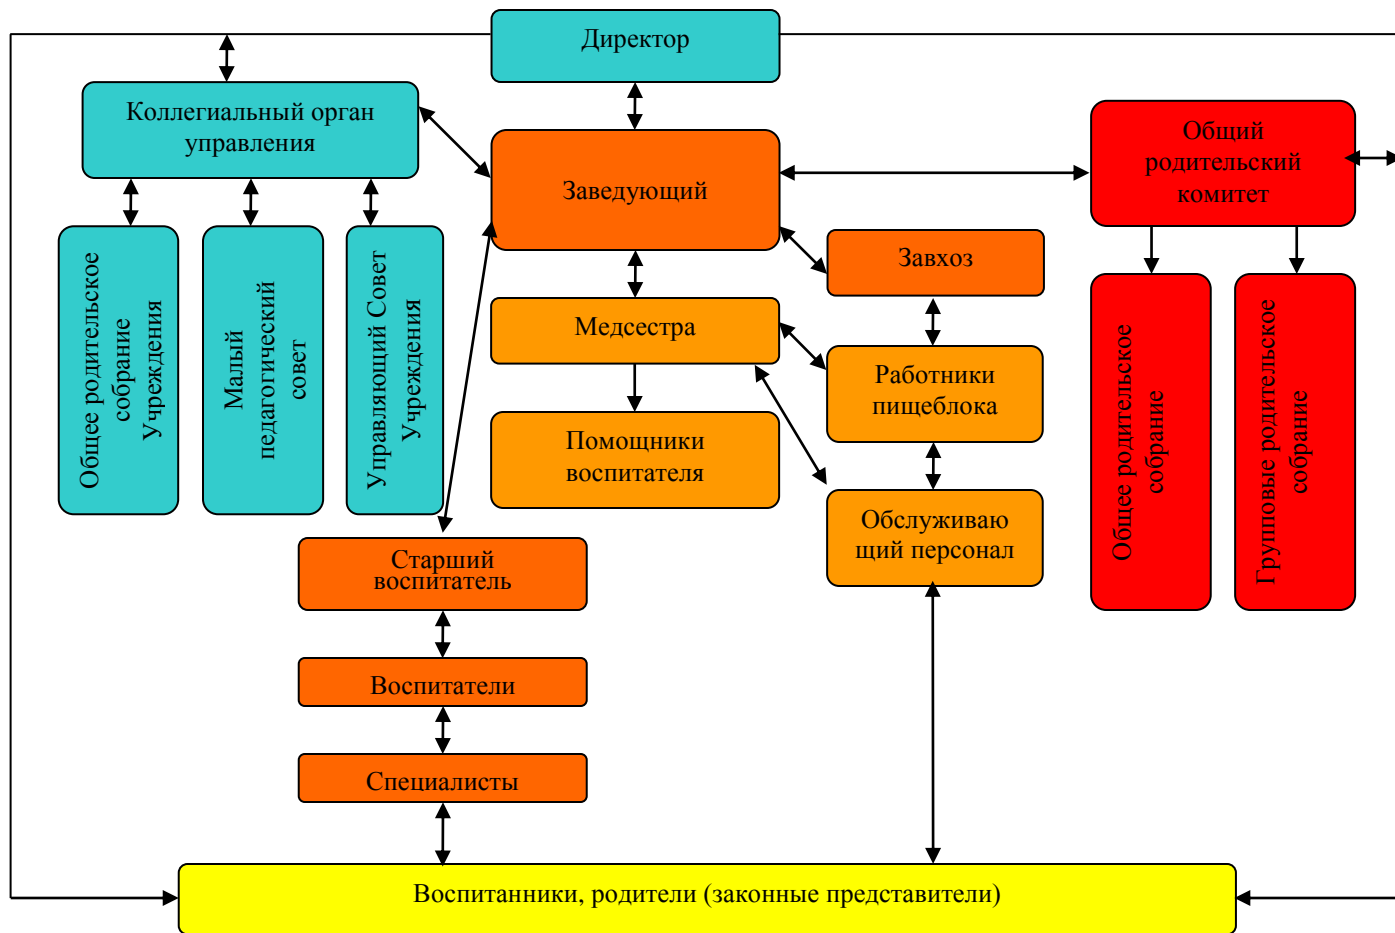 Директор
Коллегиальный орган
управления
Общий
родительский
комитет
Заведующий
Завхоз
Общее родительское
собрание
Учреждения
Малый
педагогический
совет
Управляющий Совет
Учреждения
Медсестра
Работники
пищеблока
Общее родительское
собрание
Групповые родительское
собрание
Помощники
воспитателя
Обслуживаю
щий персонал
Старший
воспитатель
Воспитатели
Специалисты
Воспитанники, родители (законные представители)